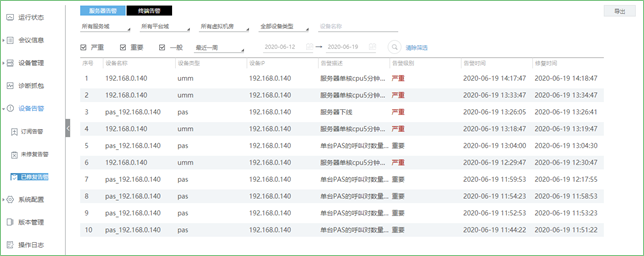 运行状态
会议信息
设备管理
诊断抓包
设备告警
订阅告警
未修复告警
已修复告警
系统配置
版本管理
操作日志
服务器告警 终端告警 导出
所有服务域 所有平台域 所有虚拟机房 全部设备类型 设备名称
严重 重要 一般 最近一周 2020-06-12 2020-06-19 清除筛选
序号 设备名称 设备类型 设备IP 告警描述 告警级别 告警时间 修复时间
1 192.168.0.140 umm 192.168.0.140 服务器单核cpu5分钟... 严重 2020-06-19 14:17:47 2020-06-19 14:18:47
2 192.168.0.140 umm 192.168.0.140 服务器单核cpu5分钟... 严重 2020-06-19 13:33:47 2020-06-19 13:34:47
3 pas_192.168.0.140 pas 192.168.0.140 服务器下线 严重 2020-06-19 13:26:05 2020-06-19 13:26:41
4 192.168.0.140 umm 192.168.0.140 服务器单核cpu5分钟... 严重 2020-06-19 13:18:47 2020-06-19 13:19:47
5 pas_192.168.0.140 pas 192.168.0.140 单台PAS的呼叫对数量... 重要 2020-06-19 13:04:00 2020-06-19 13:04:30
6 192.168.0.140 umm 192.168.0.140 服务器单核cpu5分钟... 严重 2020-06-19 12:29:47 2020-06-19 12:30:47
7 pas_192.168.0.140 pas 192.168.0.140 单台PAS的呼叫对数量... 重要 2020-06-19 11:59:53 2020-06-19 12:17:55
8 pas_192.168.0.140 pas 192.168.0.140 单台PAS的呼叫对数量... 重要 2020-06-19 11:54:23 2020-06-19 11:58:53
9 pas_192.168.0.140 pas 192.168.0.140 单台PAS的呼叫对数量... 重要 2020-06-19 11:52:53 2020-06-19 11:53:23
10 pas_192.168.0.140 pas 192.168.0.140 单台PAS的呼叫对数量... 重要 2020-06-19 11:44:22 2020-06-19 11:51:22